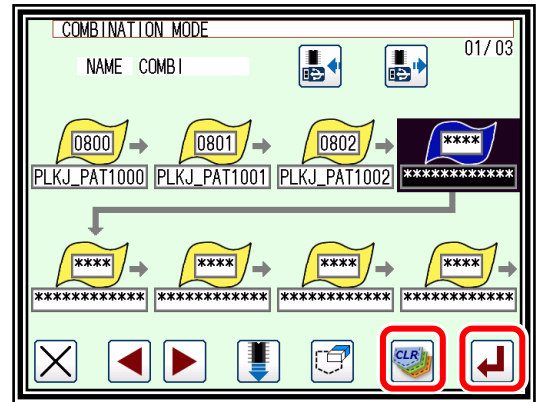 COMBINATION MODE
01/03
NAME COMBI
0800 0801 0802 ****
PLKJ_PAT1000 PLKJ_PAT1001 PLKJ_PAT1002 ************
**** **** **** ****
************ ************ ************ ************
CLR